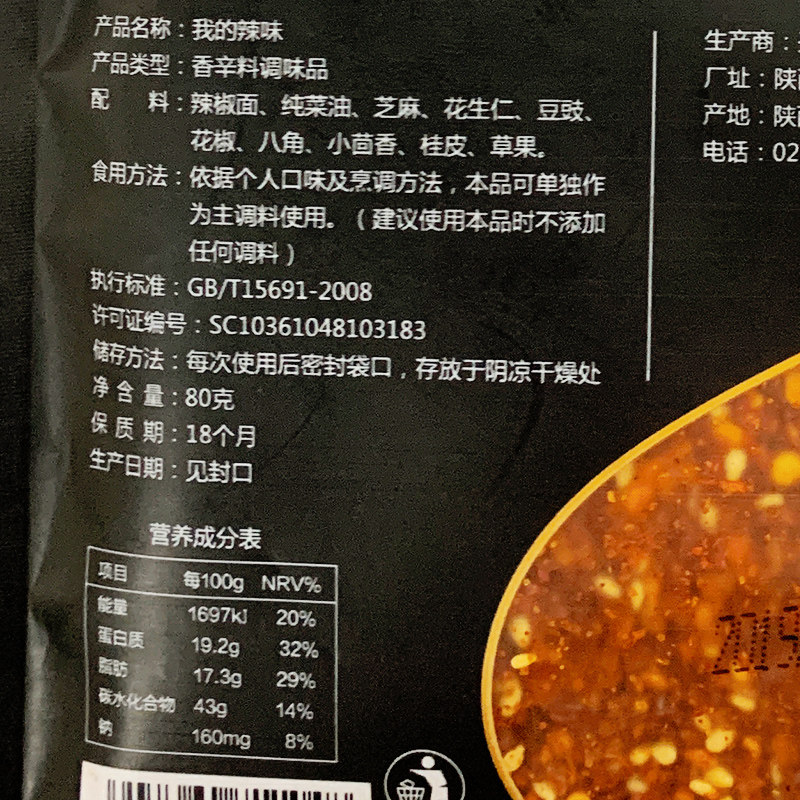 产品名称：我的辣味
产品类型：香辛料调味品
配 料：辣椒面、纯菜油、芝麻、花生仁、豆豉、
花椒、八角、小茴香、桂皮、草果。
食用方法：依据个人口味及烹调方法，本品可单独作
为主调料使用。（建议使用本品时不添加
任何调料）
执行标准：GB/T15691-2008
许可证编号：SC10361048103183
储存方法：每次使用后密封袋口，存放于阴凉干燥处
净 含 量：80克
保 质 期：18个月
生产日期：见封口
生产商：
厂址：陕
产地：陕
电话：02
营养成分表
项目 每100g NRV%
能量 1697kJ 20%
蛋白质 19.2g 32%
脂肪 17.3g 29%
碳水化合物 43g 14%
钠 160mg 8%
2019